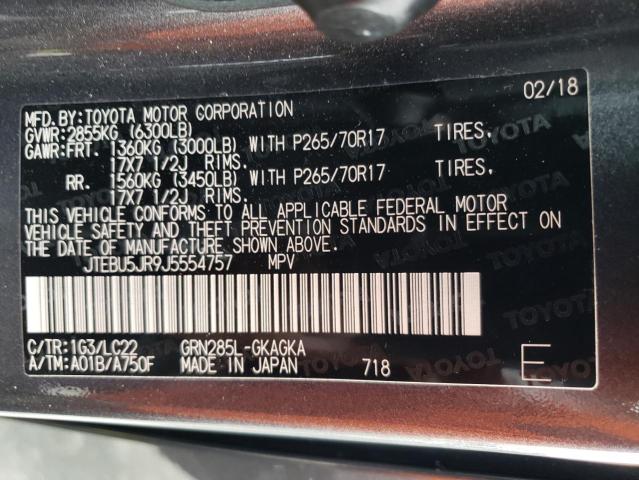 02/18
MFD. BY: TOYOTA MOTOR CORPORATION
GVWR: 2855KG (6300LB)
GAWR: FRT. 1360KG (3000LB) WITH P265/70R17 TIRES.
17X7 1/2J RIMS.
RR. 1560KG (3450LB) WITH P265/70R17 TIRES.
17X7 1/2J RIMS.
THIS VEHICLE CONFORMS TO ALL APPLICABLE FEDERAL MOTOR
VEHICLE SAFETY AND THEFT PREVENTION STANDARDS IN EFFECT ON
THE DATE OF MANUFACTURE SHOWN ABOVE.
JTEBU5JR9J5554757 MPV
C/TR: 1G3/LC22 GRN285L-GKAGKA
A/TM: A01B/A750F MADE IN JAPAN 718 E